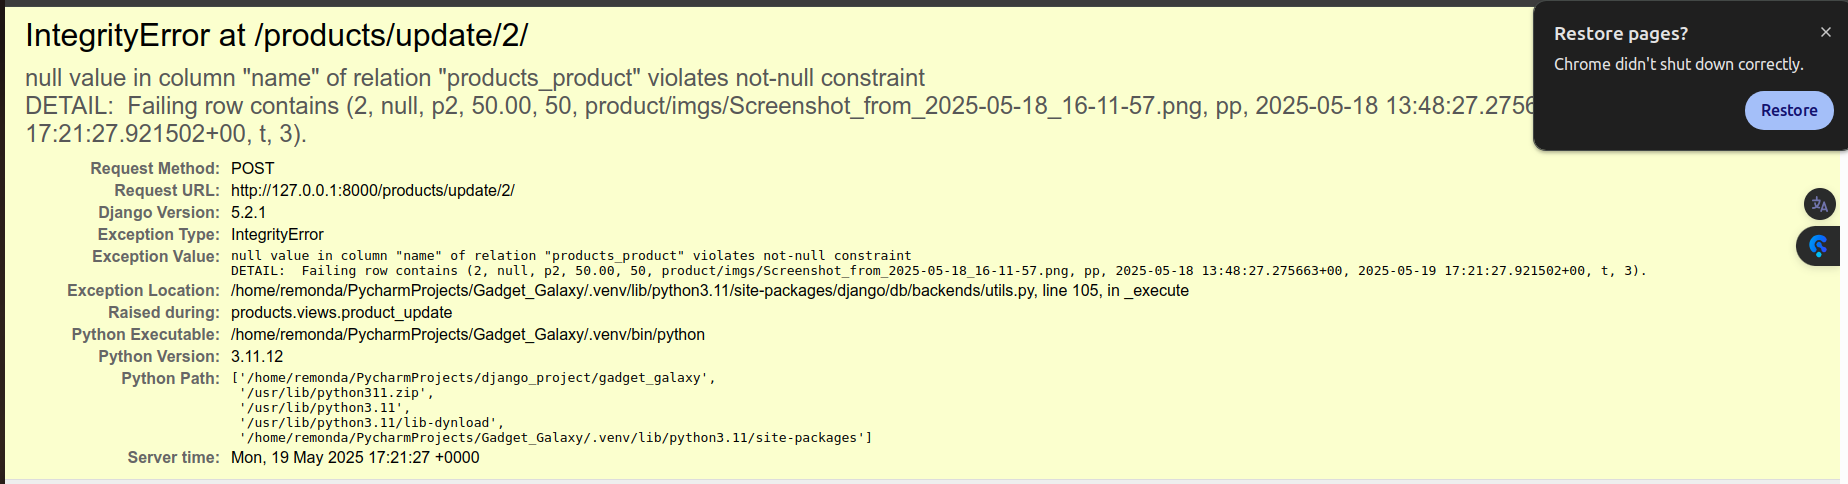 IntegrityError at /products/update/2/
null value in column "name" of relation "products_product" violates not-null constraint
DETAIL:  Failing row contains (2, null, p2, 50.00, 50, product/imgs/Screenshot_from_2025-05-18_16-11-57.png, pp, 2025-05-18 13:48:27.2756
17:21:27.921502+00, t, 3).
Request Method: POST
Request URL: http://127.0.0.1:8000/products/update/2/
Django Version: 5.2.1
Exception Type: IntegrityError
Exception Value: null value in column "name" of relation "products_product" violates not-null constraint
DETAIL:  Failing row contains (2, null, p2, 50.00, 50, product/imgs/Screenshot_from_2025-05-18_16-11-57.png, pp, 2025-05-18 13:48:27.275663+00, 2025-05-19 17:21:27.921502+00, t, 3).
Exception Location: /home/remonda/PycharmProjects/Gadget_Galaxy/.venv/lib/python3.11/site-packages/django/db/backends/utils.py, line 105, in _execute
Raised during: products.views.product_update
Python Executable: /home/remonda/PycharmProjects/Gadget_Galaxy/.venv/bin/python
Python Version: 3.11.12
Python Path: ['/home/remonda/PycharmProjects/django_project/gadget_galaxy',
'/usr/lib/python311.zip',
'/usr/lib/python3.11',
'/usr/lib/python3.11/lib-dynload',
'/home/remonda/PycharmProjects/Gadget_Galaxy/.venv/lib/python3.11/site-packages']
Server time: Mon, 19 May 2025 17:21:27 +0000
Restore pages?
Chrome didn't shut down correctly.
Restore